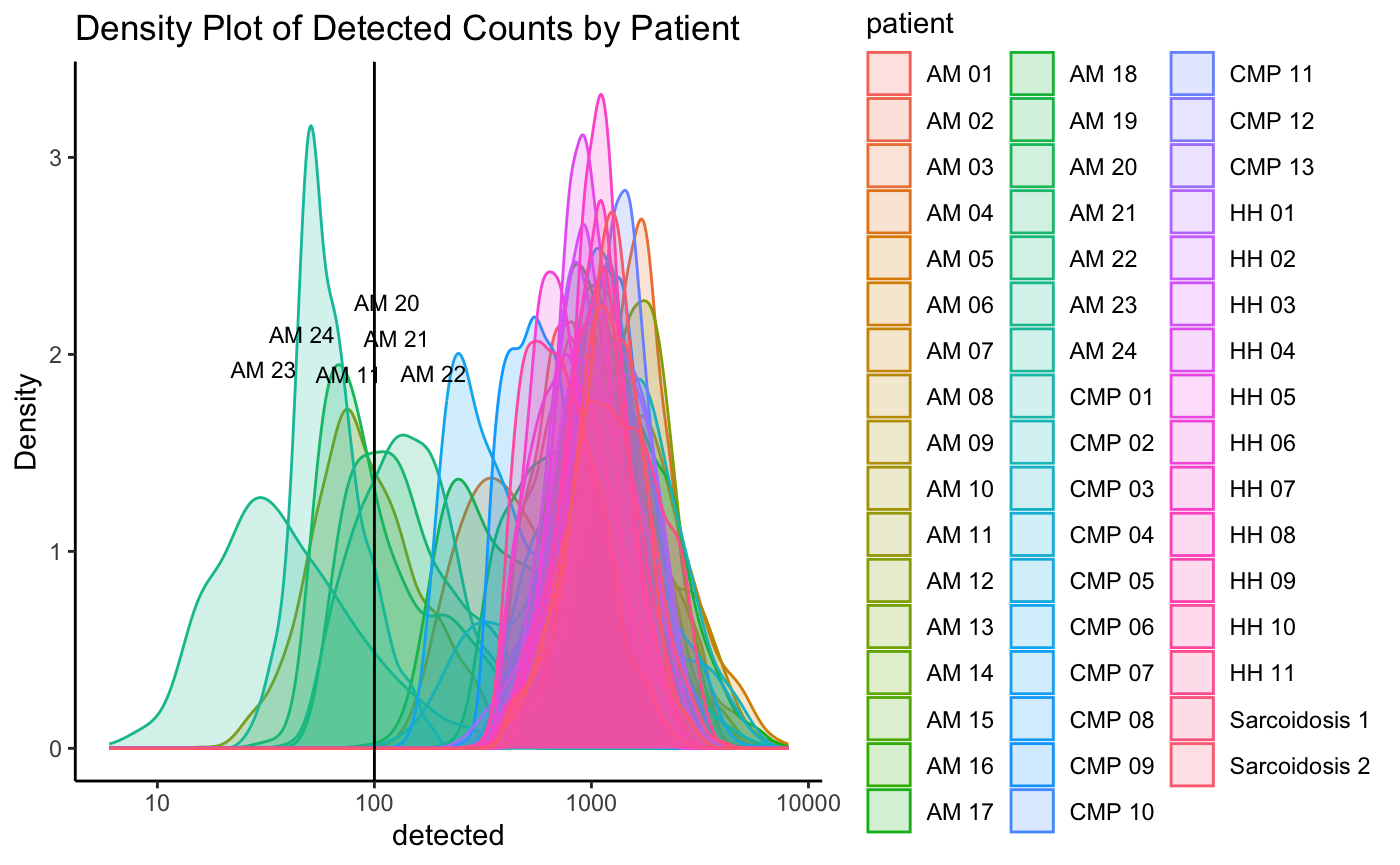 Density Plot of Detected Counts by Patient
3
2
1
0
Density
AM 20
AM 24
AM 21
AM 23
AM 11
AM 22
10
100
1000
10000
detected
patient
AM 01
AM 02
AM 03
AM 04
AM 05
AM 06
AM 07
AM 08
AM 09
AM 10
AM 11
AM 12
AM 13
AM 14
AM 15
AM 16
AM 17
AM 18
AM 19
AM 20
AM 21
AM 22
AM 23
AM 24
CMP 01
CMP 02
CMP 03
CMP 04
CMP 05
CMP 06
CMP 07
CMP 08
CMP 09
CMP 10
CMP 11
CMP 12
CMP 13
HH 01
HH 02
HH 03
HH 04
HH 05
HH 06
HH 07
HH 08
HH 09
HH 10
HH 11
Sarcoidosis 1
Sarcoidosis 2